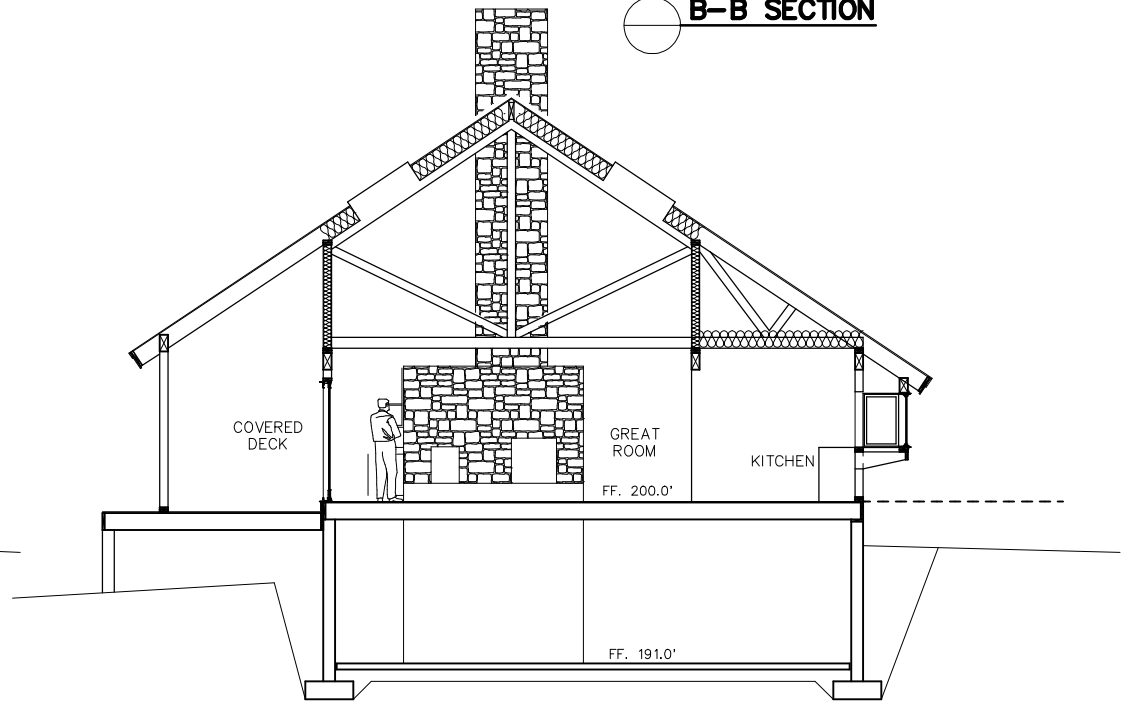 B-B SECTION
COVERED
DECK
GREAT
ROOM
KITCHEN
FF. 200.0'
FF. 191.0'